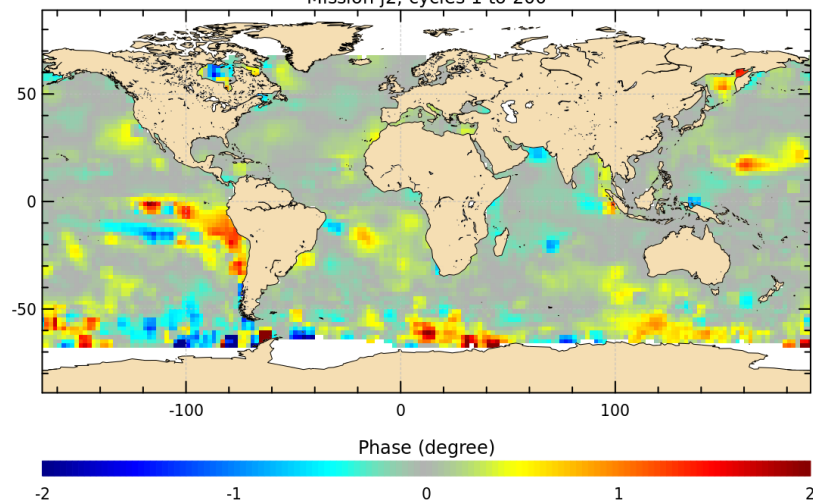 Mission j2, cycles 1 to 200
50
0
-50
-100 0 100
Phase (degree)
-2 -1 0 1 2